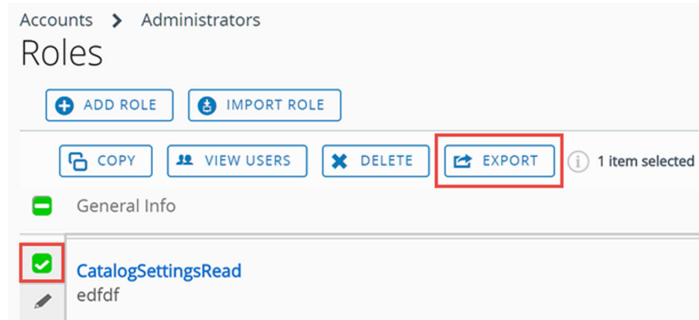 Accounts > Administrators
Roles
ADD ROLE IMPORT ROLE
COPY VIEW USERS DELETE EXPORT 1 item selected
General Info
CatalogSettingsRead
edfdf